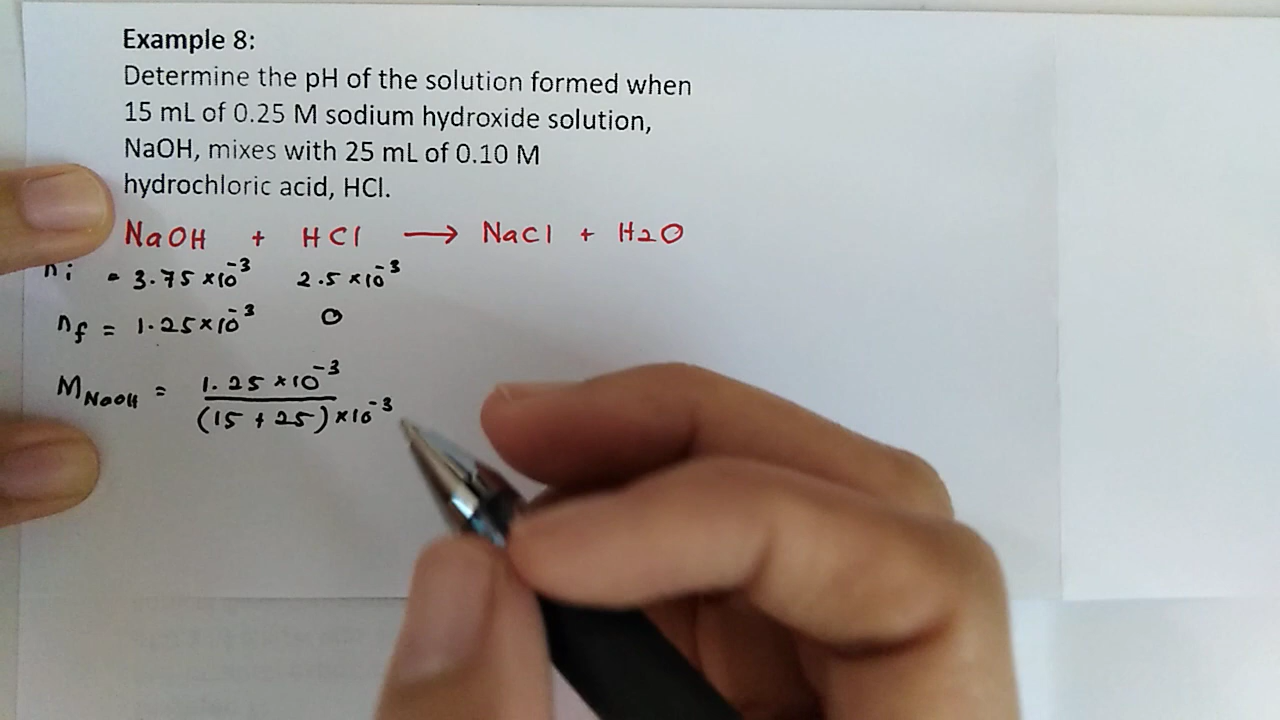 Example 8:
Determine the pH of the solution formed when
15 mL of 0.25 M sodium hydroxide solution,
NaOH, mixes with 25 mL of 0.10 M
hydrochloric acid, HCl.
NaOH + HCl ⟶ NaCl + H2O
ni = 3.75 × 10⁻³ 2.5 × 10⁻³
nf = 1.25 × 10⁻³ 0
M NaOH = 1.25 × 10⁻³
(15 + 25) × 10⁻³